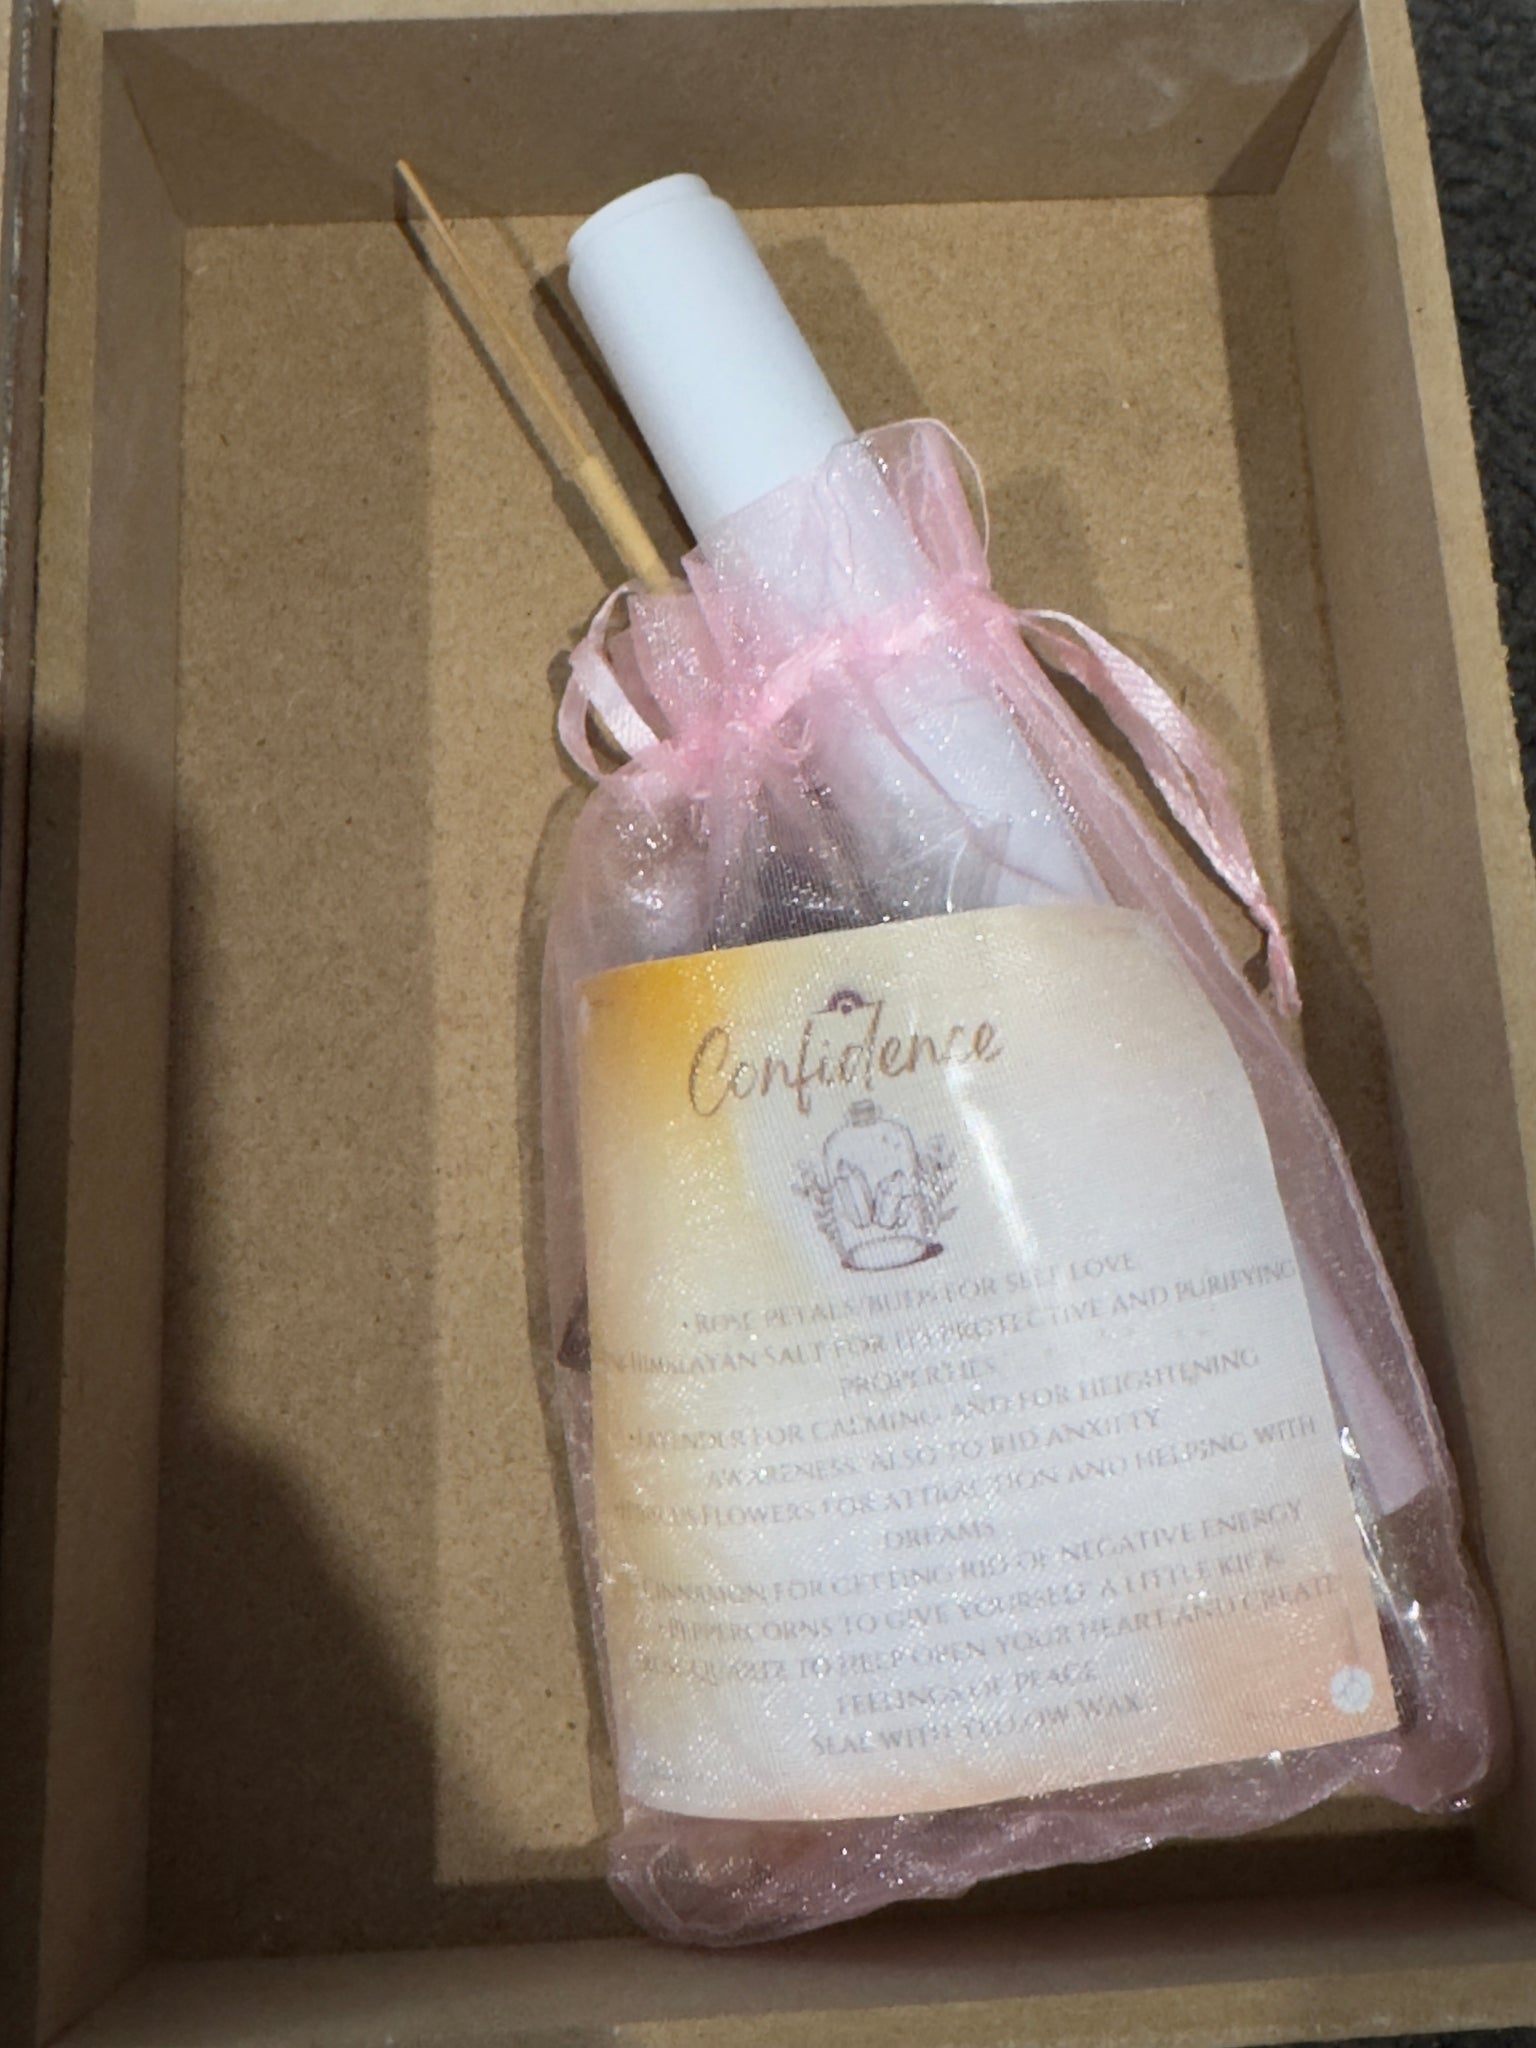 Confidence
• ROSE PETALS/BUDS FOR SELF LOVE
HIMALAYAN SALT FOR ITS PROTECTIVE AND PURIFYING
PROPERTIES
LAVENDER FOR CALMING AND FOR HEIGHTENING
AWARENESS ALSO TO RID ANXIETY
FLOWERS FOR ATTRACTION AND HELPING WITH
DREAMS
CINNAMON FOR GETTING RID OF NEGATIVE ENERGY
• PEPPERCORNS TO GIVE YOURSELF A LITTLE KICK
QUARTZ TO HELP OPEN YOUR HEART AND CREATE
FEELINGS OF PEACE
SEAL WITH YELLOW WAX